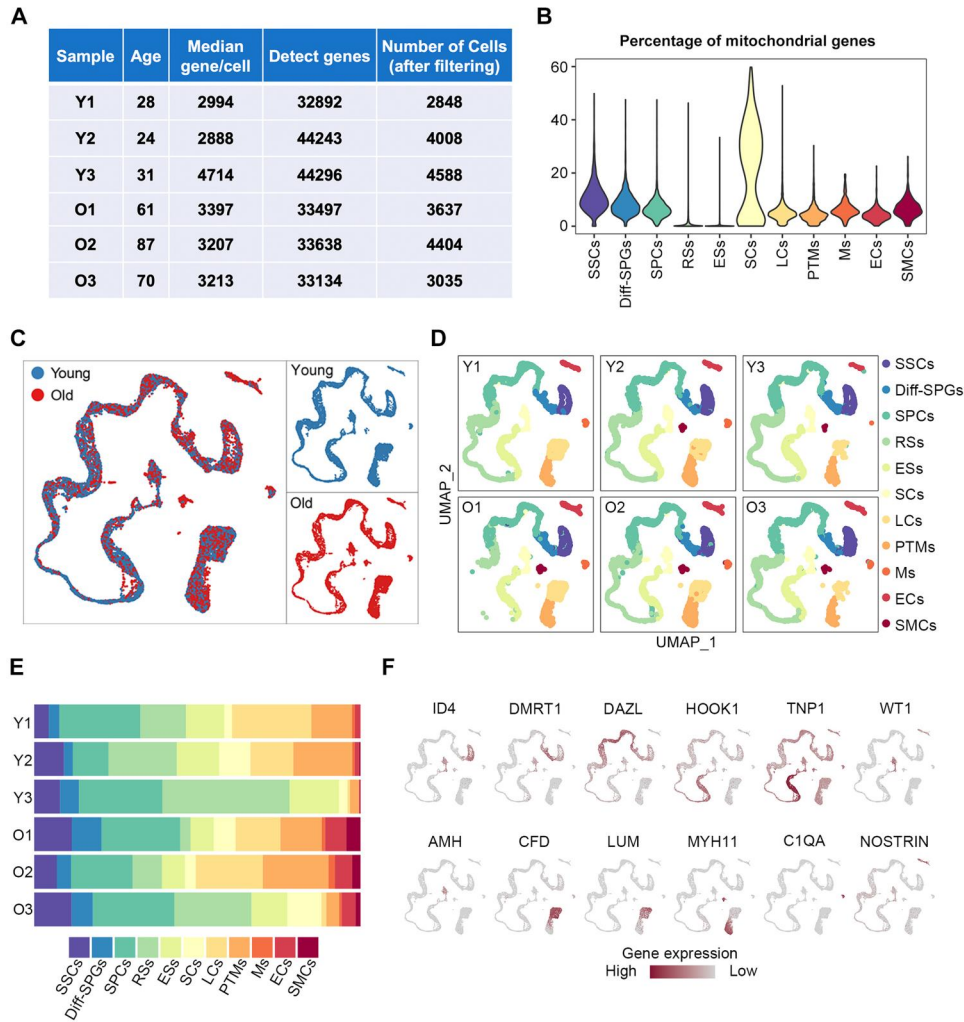 A
Sample Age Median gene/cell Detect genes Number of Cells (after filtering)
Y1 28 2994 32892 2848
Y2 24 2888 44243 4008
Y3 31 4714 44296 4588
O1 61 3397 33497 3637
O2 87 3207 33638 4404
O3 70 3213 33134 3035
B
Percentage of mitochondrial genes
60
40
20
0
SSCs Diff-SPGs SPCs RSs ESs SCs LCs PTMs Ms ECs SMCs
C
Young
Old
Young
Old
D
Y1 Y2 Y3
O1 O2 O3
UMAP_2
UMAP_1
SSCs
Diff-SPGs
SPCs
RSs
ESs
SCs
LCs
PTMs
Ms
ECs
SMCs
E
Y1
Y2
Y3
O1
O2
O3
SSCs Diff-SPGs SPCs RSs ESs SCs LCs PTMs Ms ECs SMCs
F
ID4 DMRT1 DAZL HOOK1 TNP1 WT1
AMH CFD LUM MYH11 C1QA NOSTRIN
Gene expression
High Low